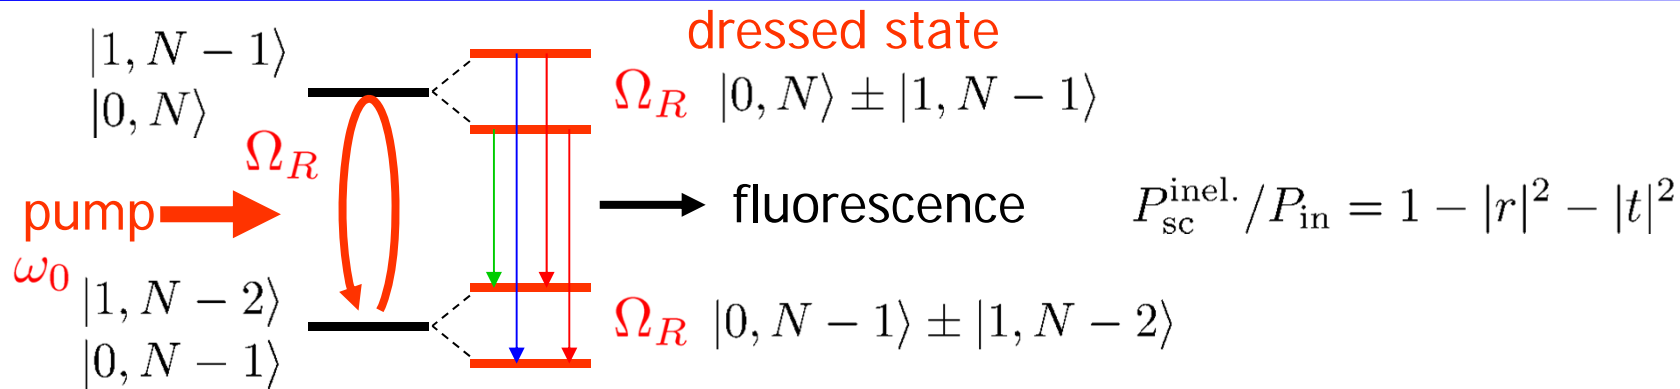 dressed state
|1, N − 1⟩
|0, N⟩
Ω_R |0, N⟩ ± |1, N − 1⟩
Ω_R
pump
ω₀
fluorescence
P_sc^inel. / P_in = 1 − |r|² − |t|²
|1, N − 2⟩
|0, N − 1⟩
Ω_R |0, N − 1⟩ ± |1, N − 2⟩